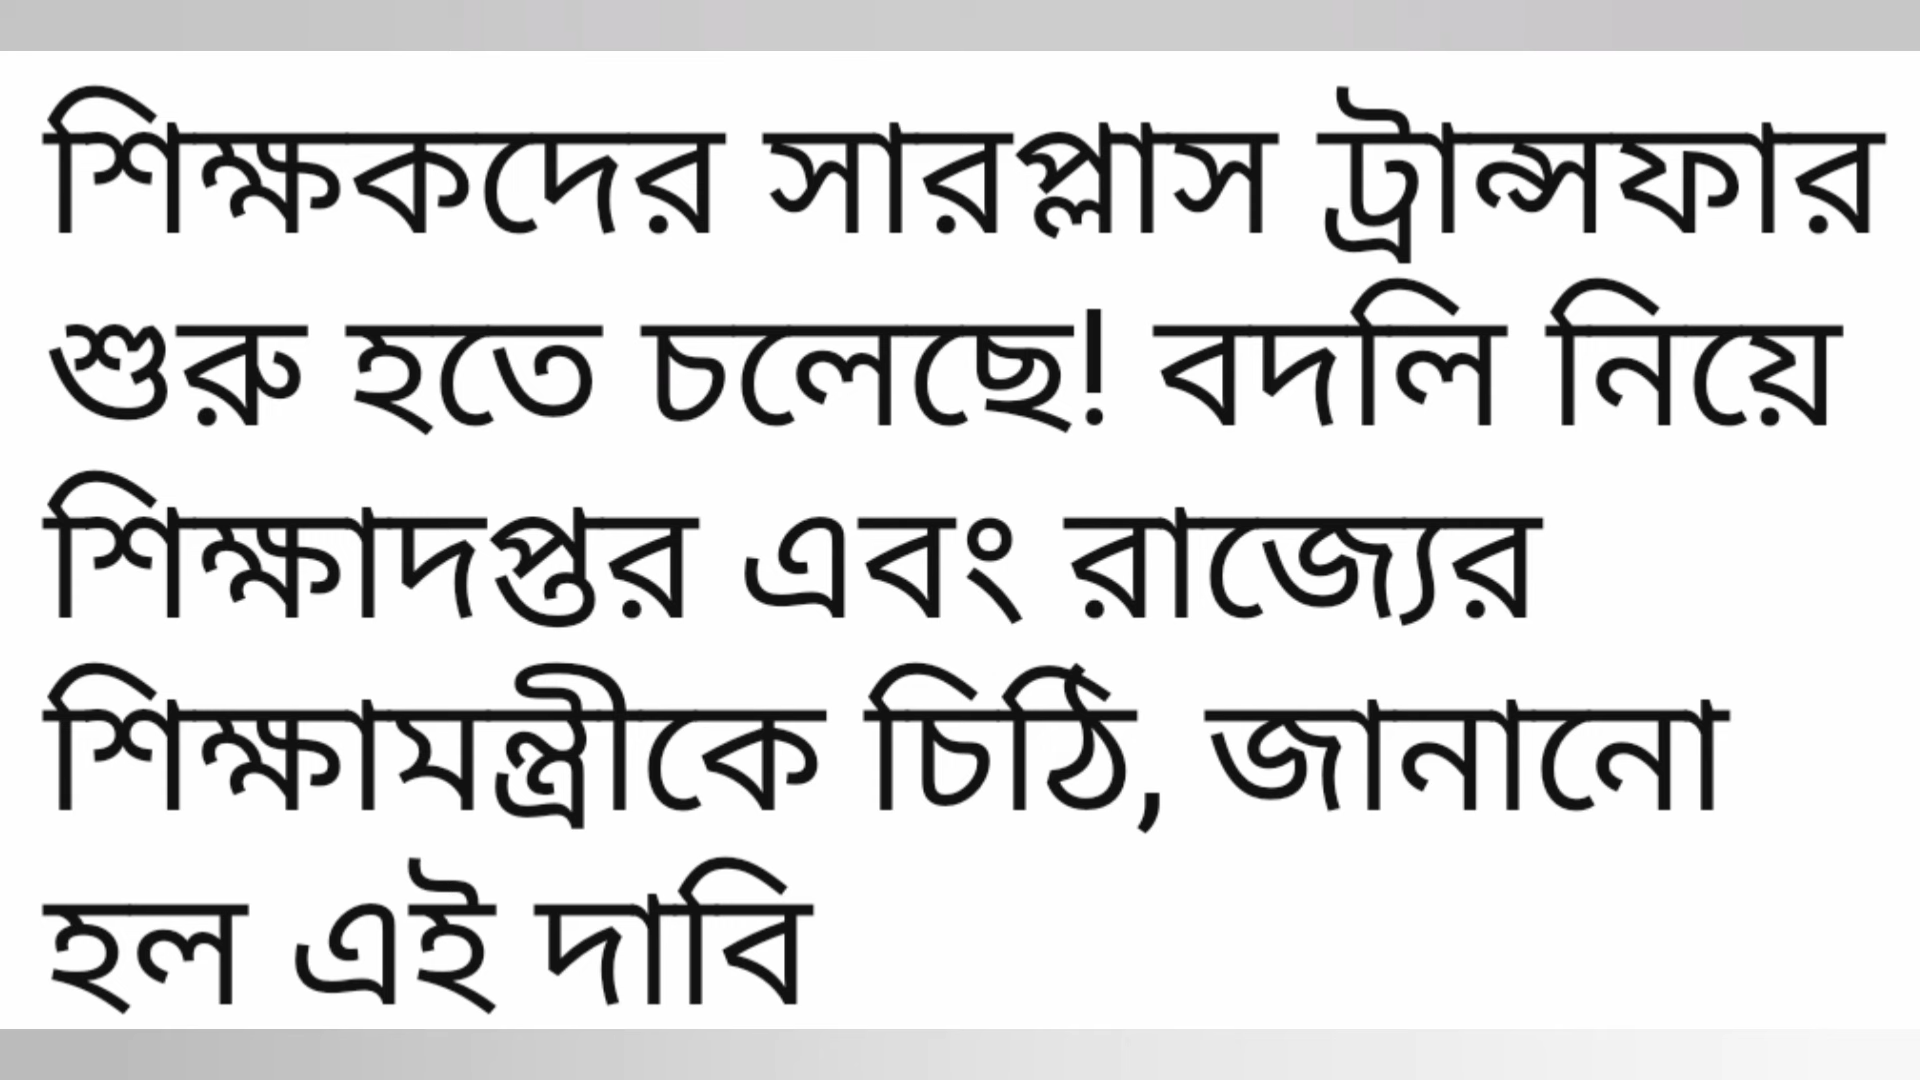 শিক্ষকদের সারপ্লাস ট্রান্সফার
শুরু হতে চলেছে! বদলি নিয়ে
শিক্ষাদপ্তর এবং রাজ্যের
শিক্ষামন্ত্রীকে চিঠি, জানানো
হল এই দাবি